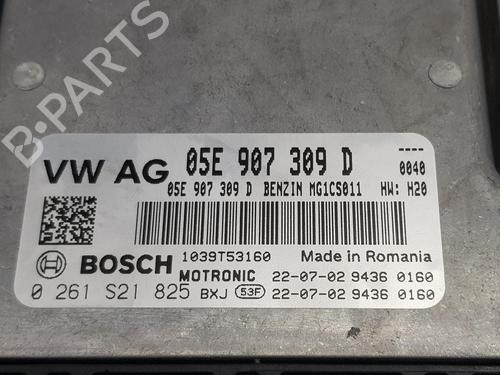 B-PARTS
VW AG 05E 907 309 D ----
0040
05E 907 309 D BENZIN MG1CS011 HW: H20
BOSCH 1039T53160 Made in Romania
MOTRONIC 22-07-02 9436 0160
0 261 S21 825 BXJ 53F 22-07-02 9436 0160